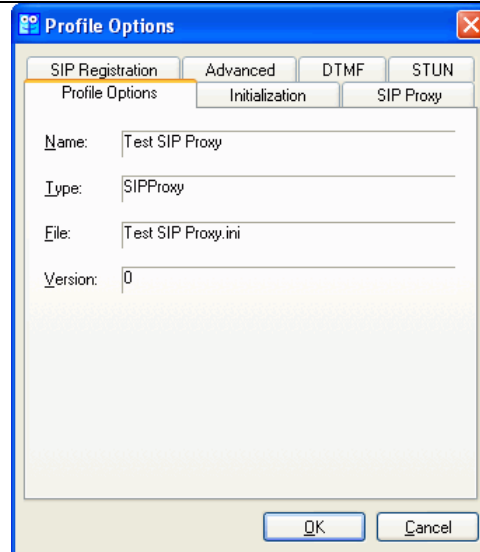 Profile Options
SIP Registration Advanced DTMF STUN
Profile Options Initialization SIP Proxy
Name: Test SIP Proxy
Type: SIPProxy
File: Test SIP Proxy.ini
Version: 0
OK Cancel